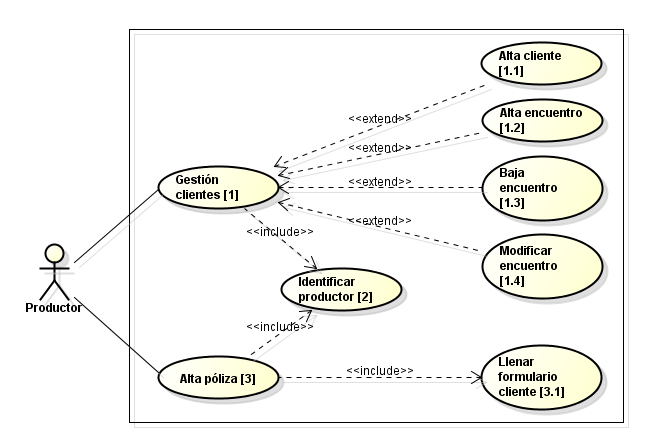 Alta cliente
[1.1]
<<extend>>
Alta encuentro
[1.2]
<<extend>>
Gestión
clientes [1]
<<extend>>
Baja
encuentro
[1.3]
<<extend>>
<<include>>
Modificar
encuentro
[1.4]
Identificar
productor [2]
Productor
<<include>>
Alta póliza [3]
<<include>>
Llenar
formulario
cliente [3.1]